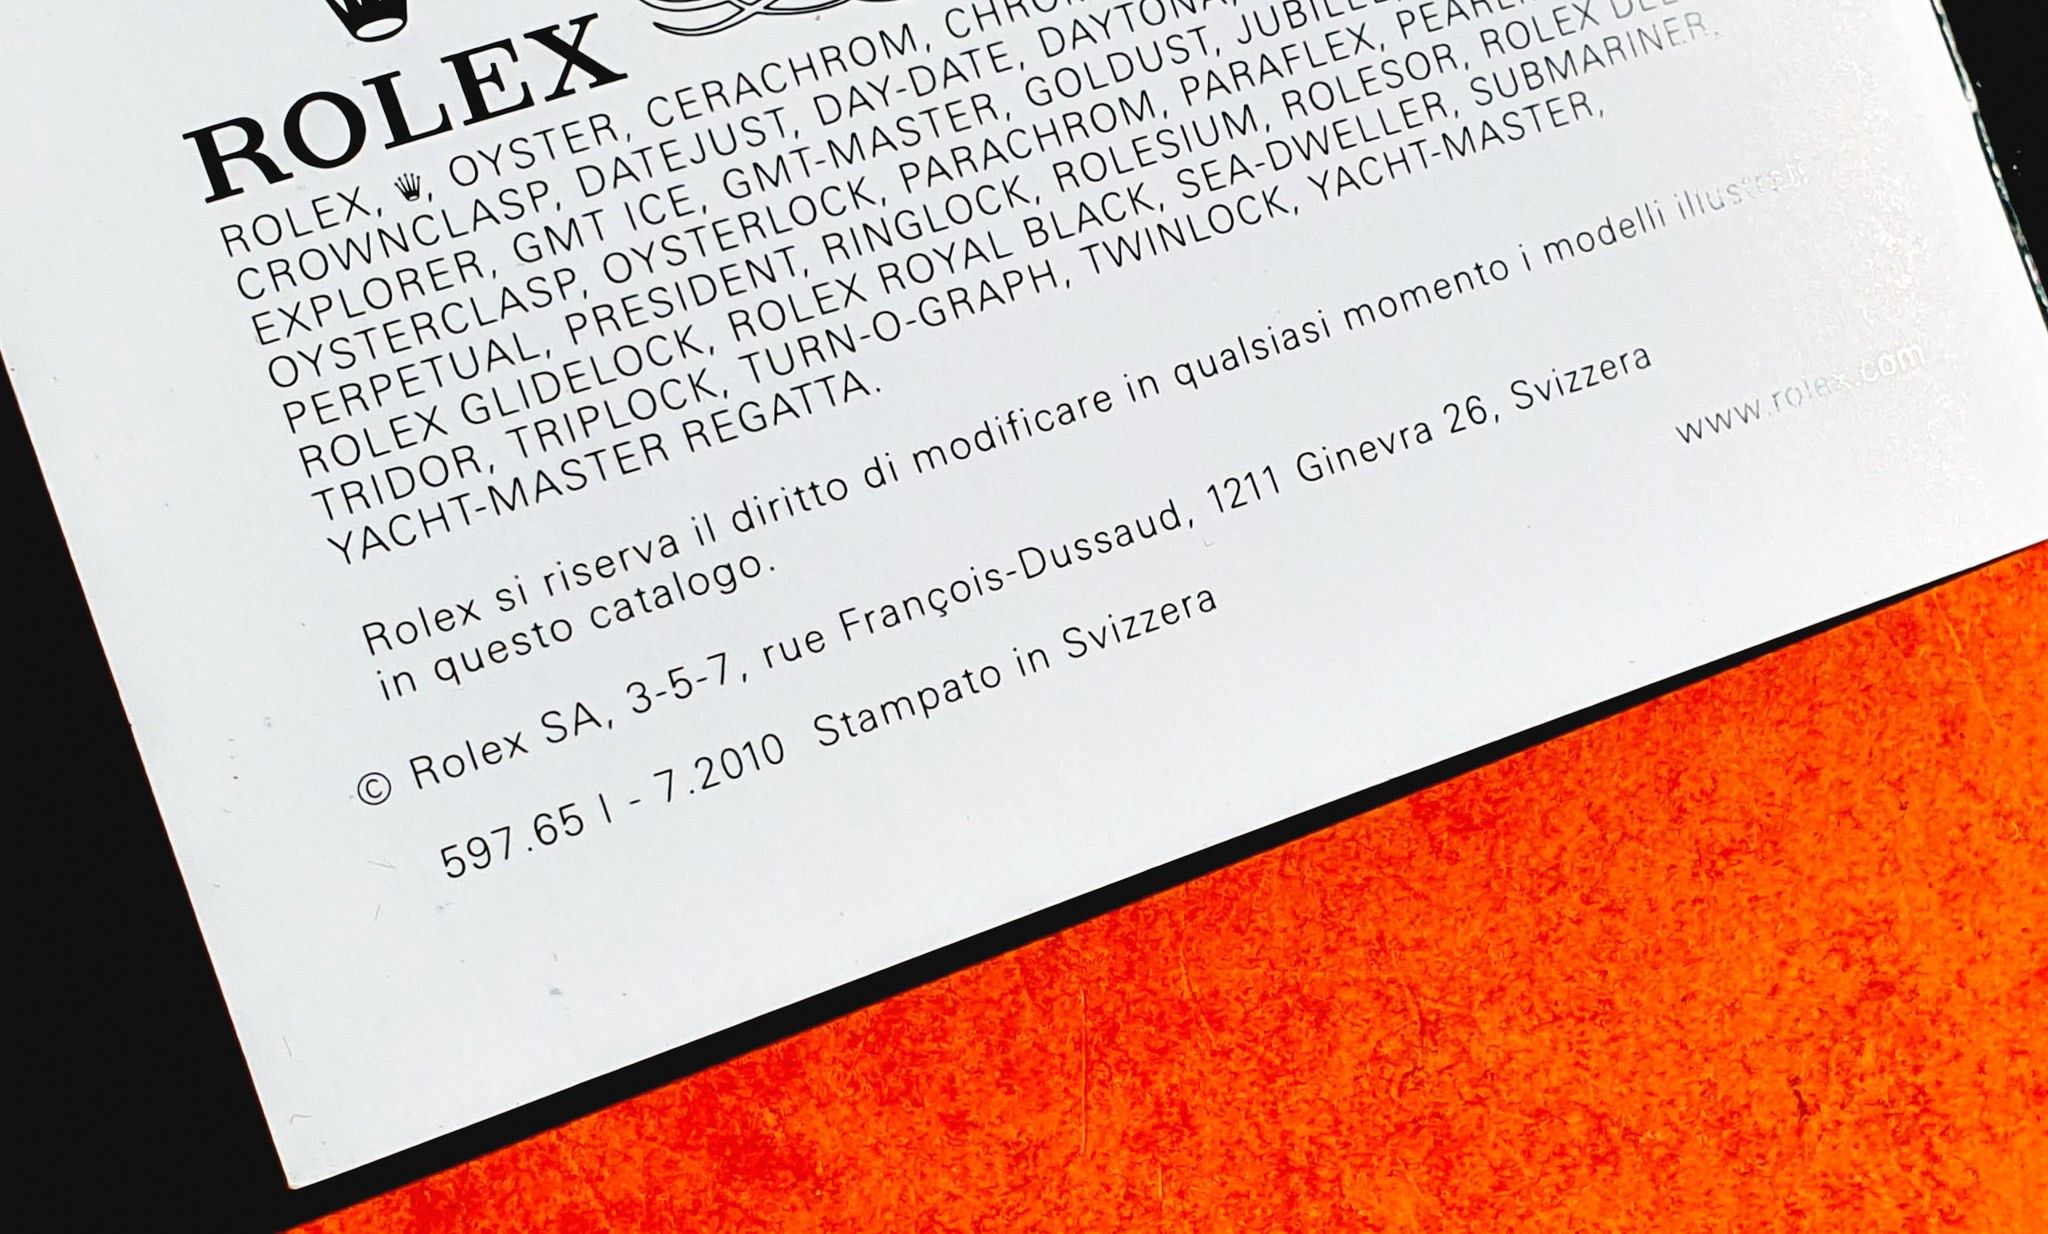 ROLEX
ROLEX, OYSTER, CERACHROM,
CROWNCLASP, DATEJUST, DAY-DATE, DAYTONA,
EXPLORER, GMT ICE, GMT-MASTER, GOLDUST,
OYSTERCLASP, OYSTERLOCK, PARACHROM, PARAFLEX,
PERPETUAL, PRESIDENT, RINGLOCK, ROLESIUM, ROLESOR, ROLEX
ROLEX GLIDELOCK, ROLEX ROYAL BLACK, SEA-DWELLER, SUBMARINER,
TRIDOR, TRIPLOCK, TURN-O-GRAPH, TWINLOCK, YACHT-MASTER,
YACHT-MASTER REGATTA.
Rolex si riserva il diritto di modificare in qualsiasi momento i modelli illustrati
in questo catalogo.
© Rolex SA, 3-5-7, rue François-Dussaud, 1211 Ginevra 26, Svizzera
www.rolex.com
597.65 I - 7.2010 Stampato in Svizzera